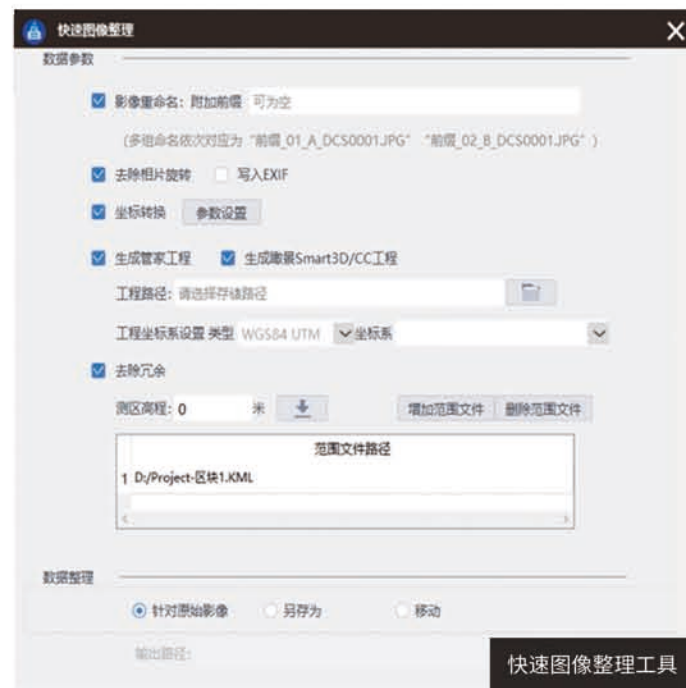 快速图像整理
数据参数
影像重命名：附加前缀 可为空
（多组命名依次对应为 "前缀_01_A_DCS0001.JPG" "前缀_02_B_DCS0001.JPG" ）
去除相片旋转 写入EXIF
坐标转换 参数设置
生成管家工程 生成瞰景Smart3D/CC工程
工程路径：请选择存储路径
工程坐标系设置 类型 WGS84 UTM 坐标系
去除冗余
测区高程：0 米 增加范围文件 删除范围文件
范围文件路径
1 D:/Project-区块1.KML
数据整理
针对原始影像 另存为 移动
输出路径：
快速图像整理工具